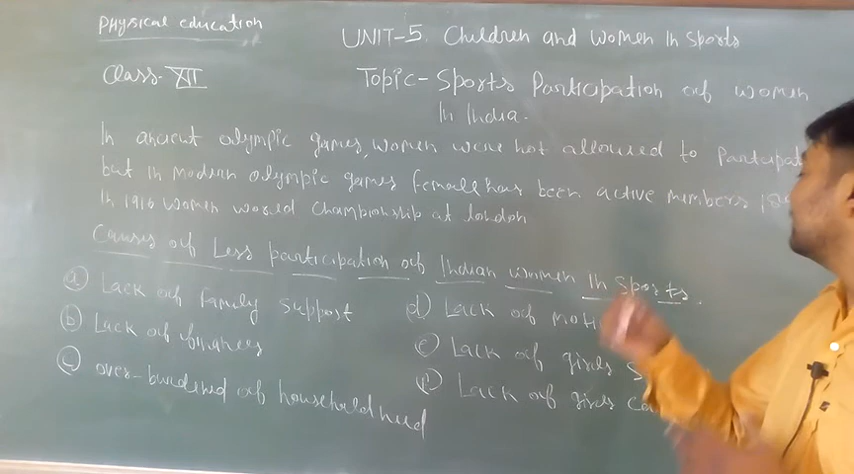 Physical education
UNIT-5. Children and Women In Sports
Class-XII
Topic-Sports Participation of women
In India.
In ancient olympic games, women were not alloued to Participat
but in modern olympic games female has been active members
In 1916 women world championship at london
Causes of Less participation of Indian women In Sports.
a) Lack of family support
b) Lack of finances
c) over-burdened of household
d) Lack of
e) Lack of girls
f) Lack of girls